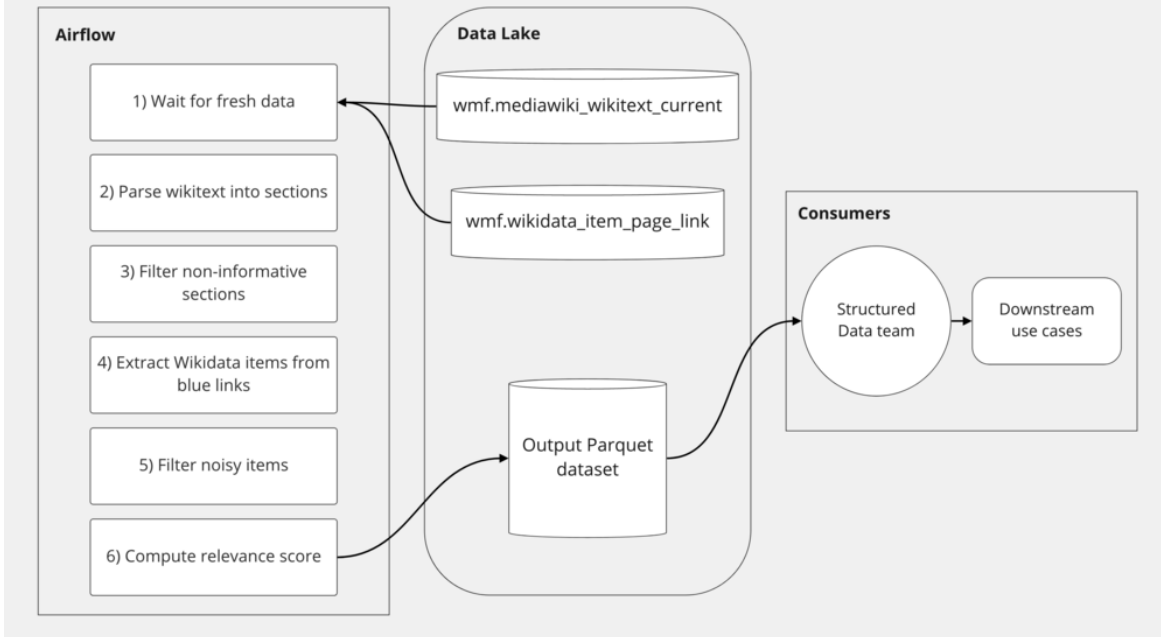 Airflow
1) Wait for fresh data
2) Parse wikitext into sections
3) Filter non-informative
sections
4) Extract Wikidata items from
blue links
5) Filter noisy items
6) Compute relevance score
Data Lake
wmf.mediawiki_wikitext_current
wmf.wikidata_item_page_link
Output Parquet
dataset
Consumers
Structured
Data team
Downstream
use cases